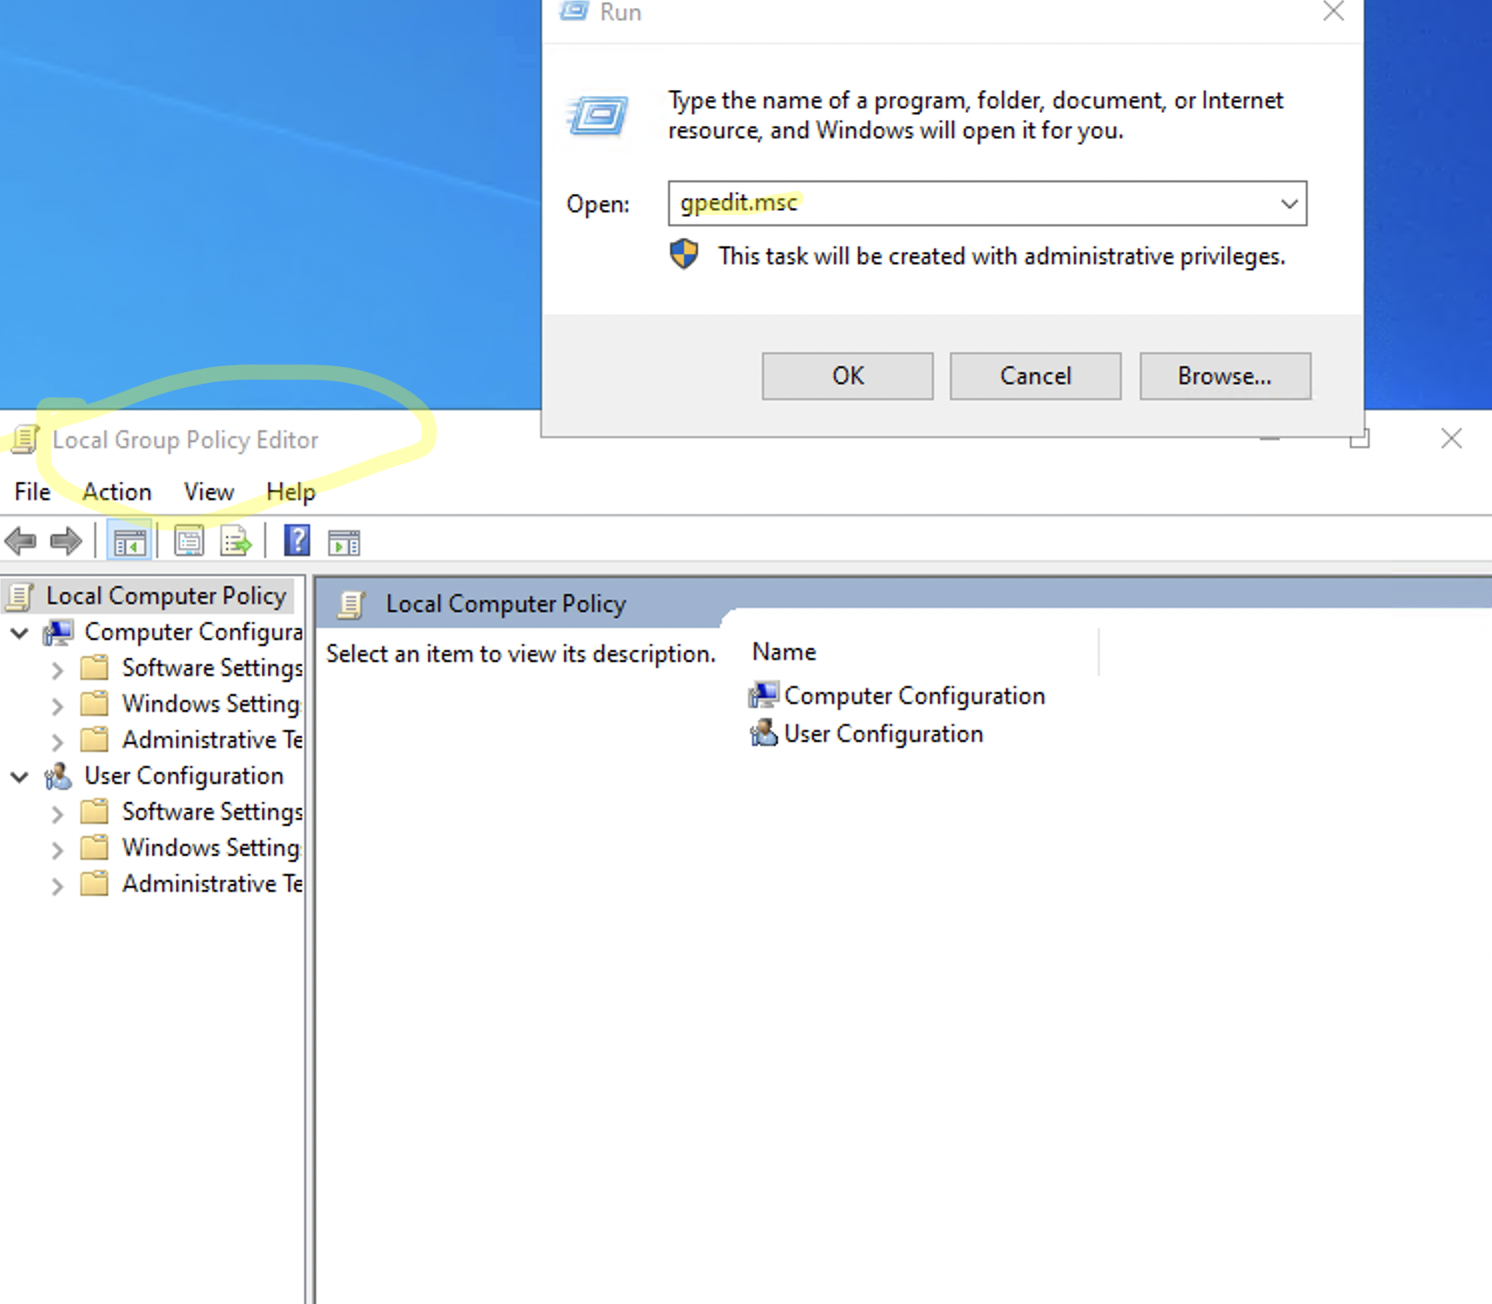 Run
Type the name of a program, folder, document, or Internet
resource, and Windows will open it for you.
Open:
gpedit.msc
This task will be created with administrative privileges.
OK
Cancel
Browse...
Local Group Policy Editor
File
Action
View
Help
?
Local Computer Policy
Computer Configura
Software Settings
Windows Setting
Administrative Te
User Configuration
Software Settings
Windows Setting
Administrative Te
Local Computer Policy
Select an item to view its description.
Name
Computer Configuration
User Configuration